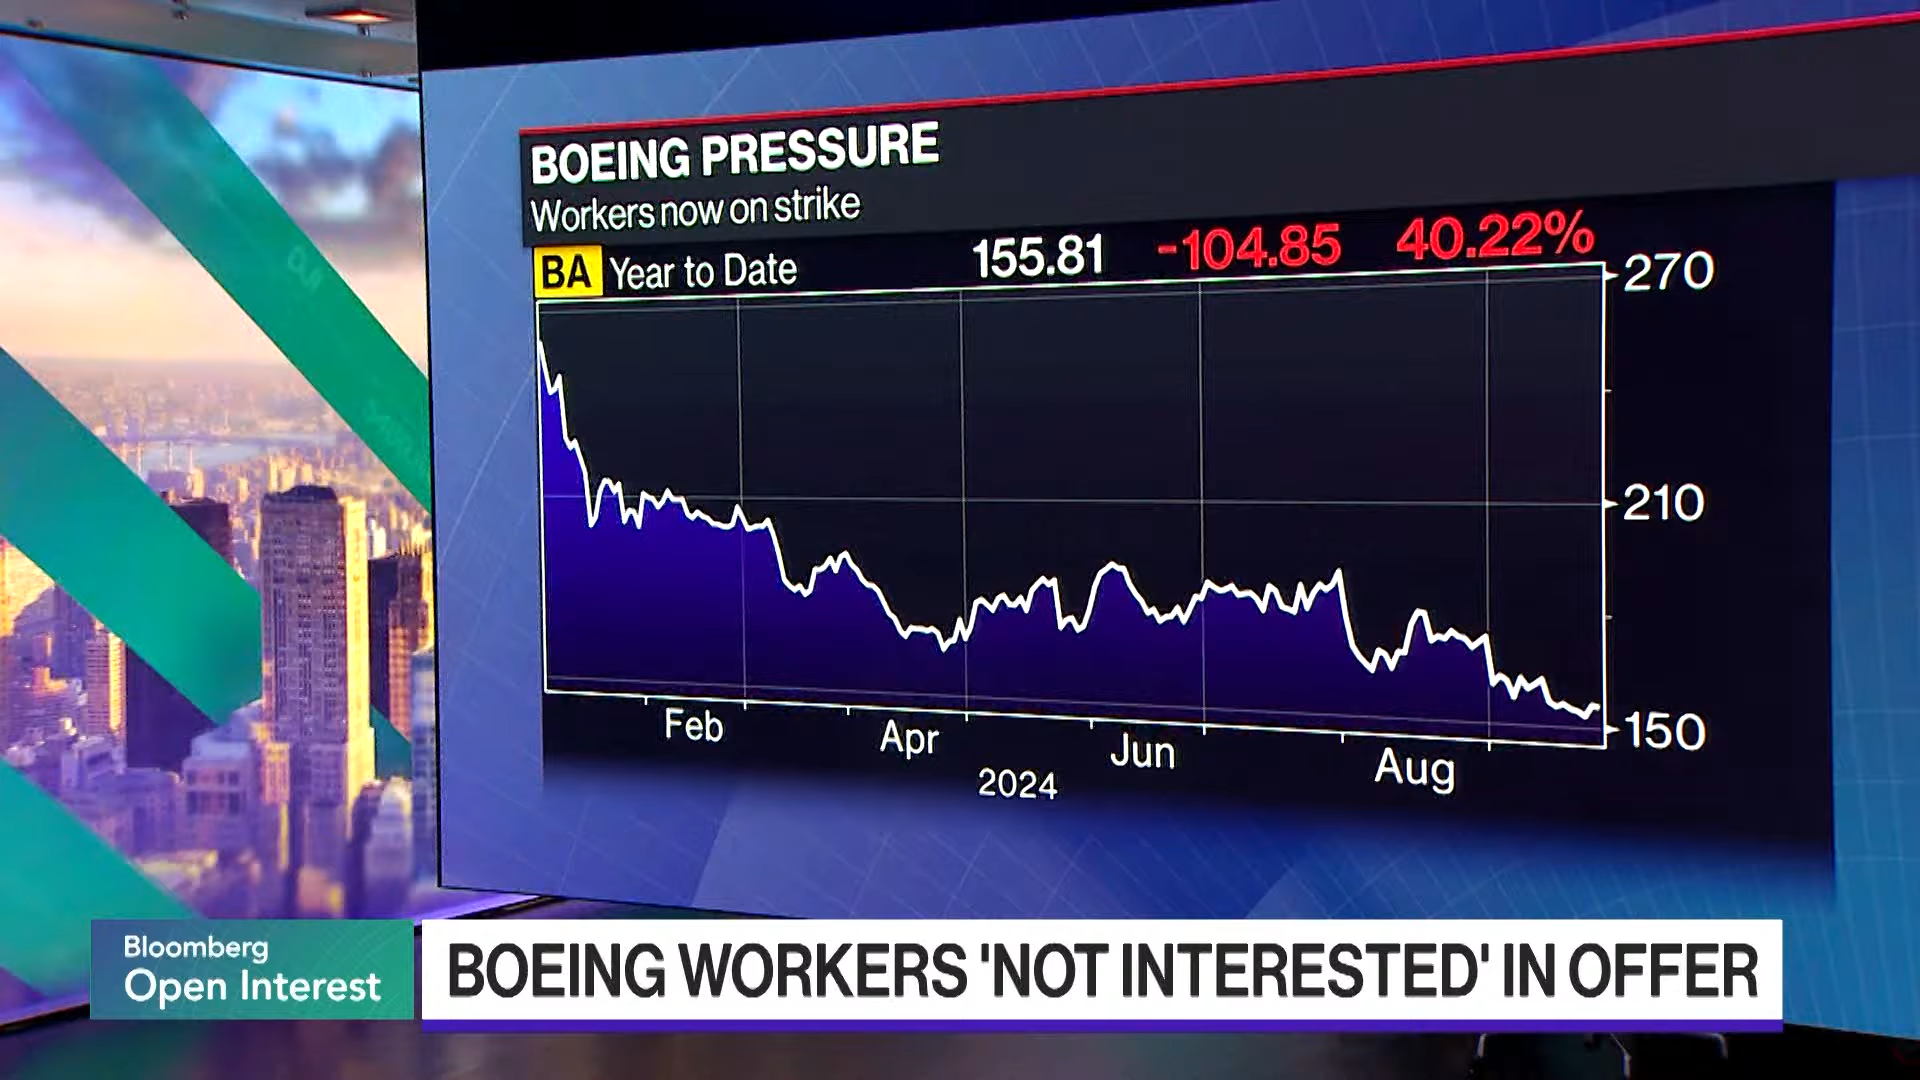 BOEING PRESSURE
Workers now on strike
BA Year to Date 155.81 -104.85 40.22%
270
210
150
Feb Apr Jun Aug
2024
Bloomberg
Open Interest
BOEING WORKERS 'NOT INTERESTED' IN OFFER